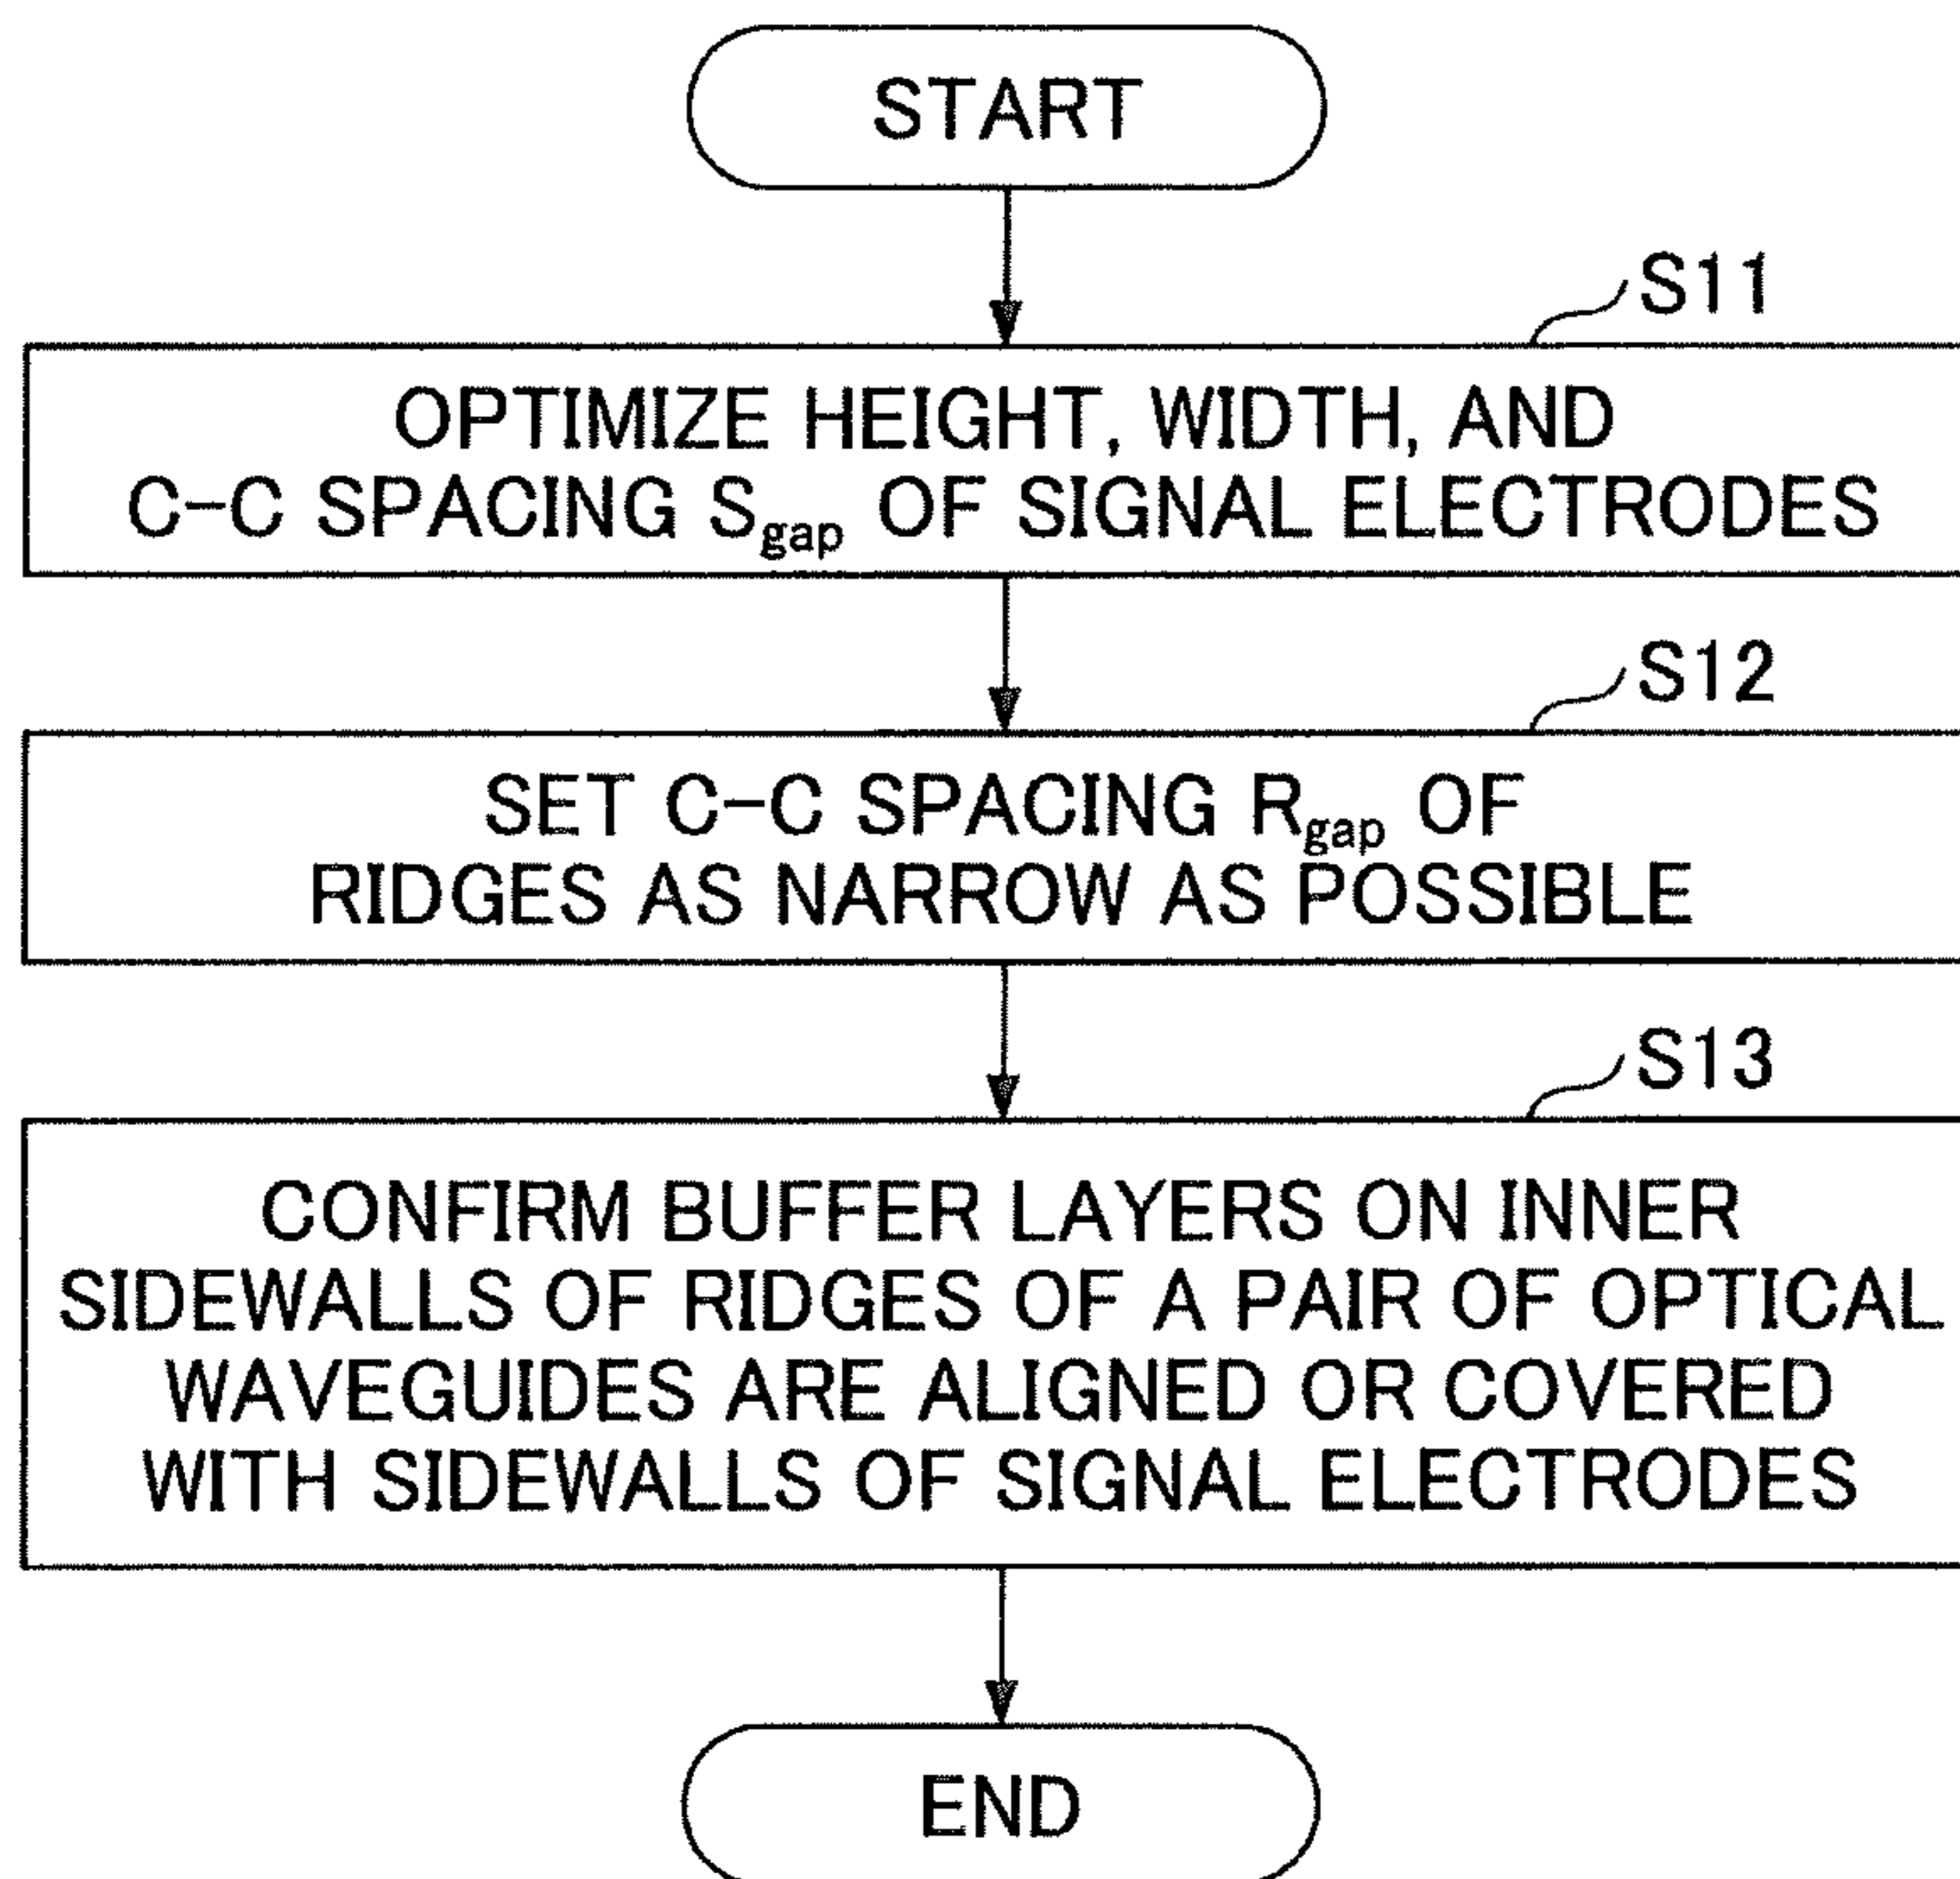 START
S11
OPTIMIZE HEIGHT, WIDTH, AND
C-C SPACING Sgap OF SIGNAL ELECTRODES
S12
SET C-C SPACING Rgap OF
RIDGES AS NARROW AS POSSIBLE
S13
CONFIRM BUFFER LAYERS ON INNER
SIDEWALLS OF RIDGES OF A PAIR OF OPTICAL
WAVEGUIDES ARE ALIGNED OR COVERED
WITH SIDEWALLS OF SIGNAL ELECTRODES
END